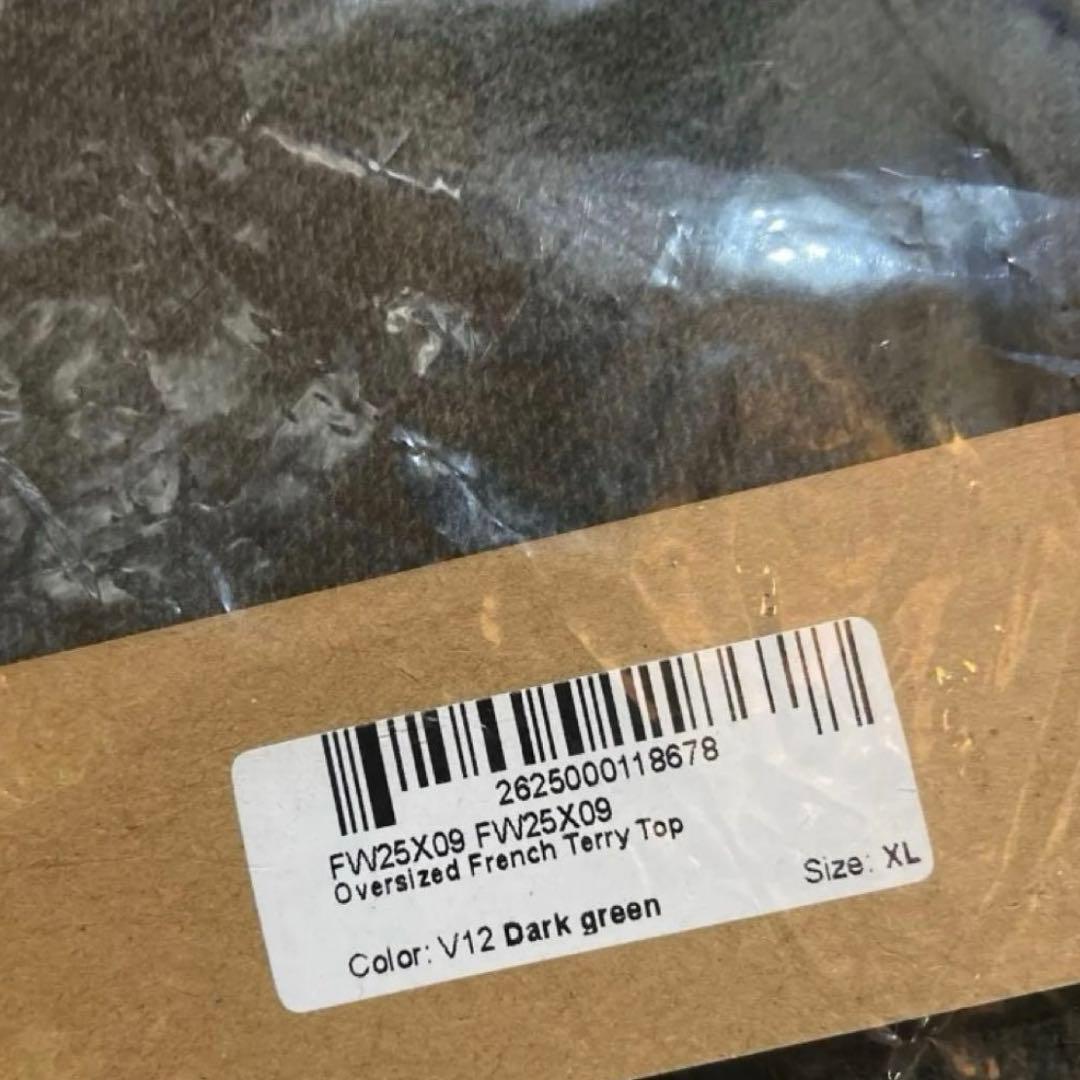 2625000118678
FW25X09 FW25X09
Oversized French Terry Top
Size: XL
Color: V12 Dark green